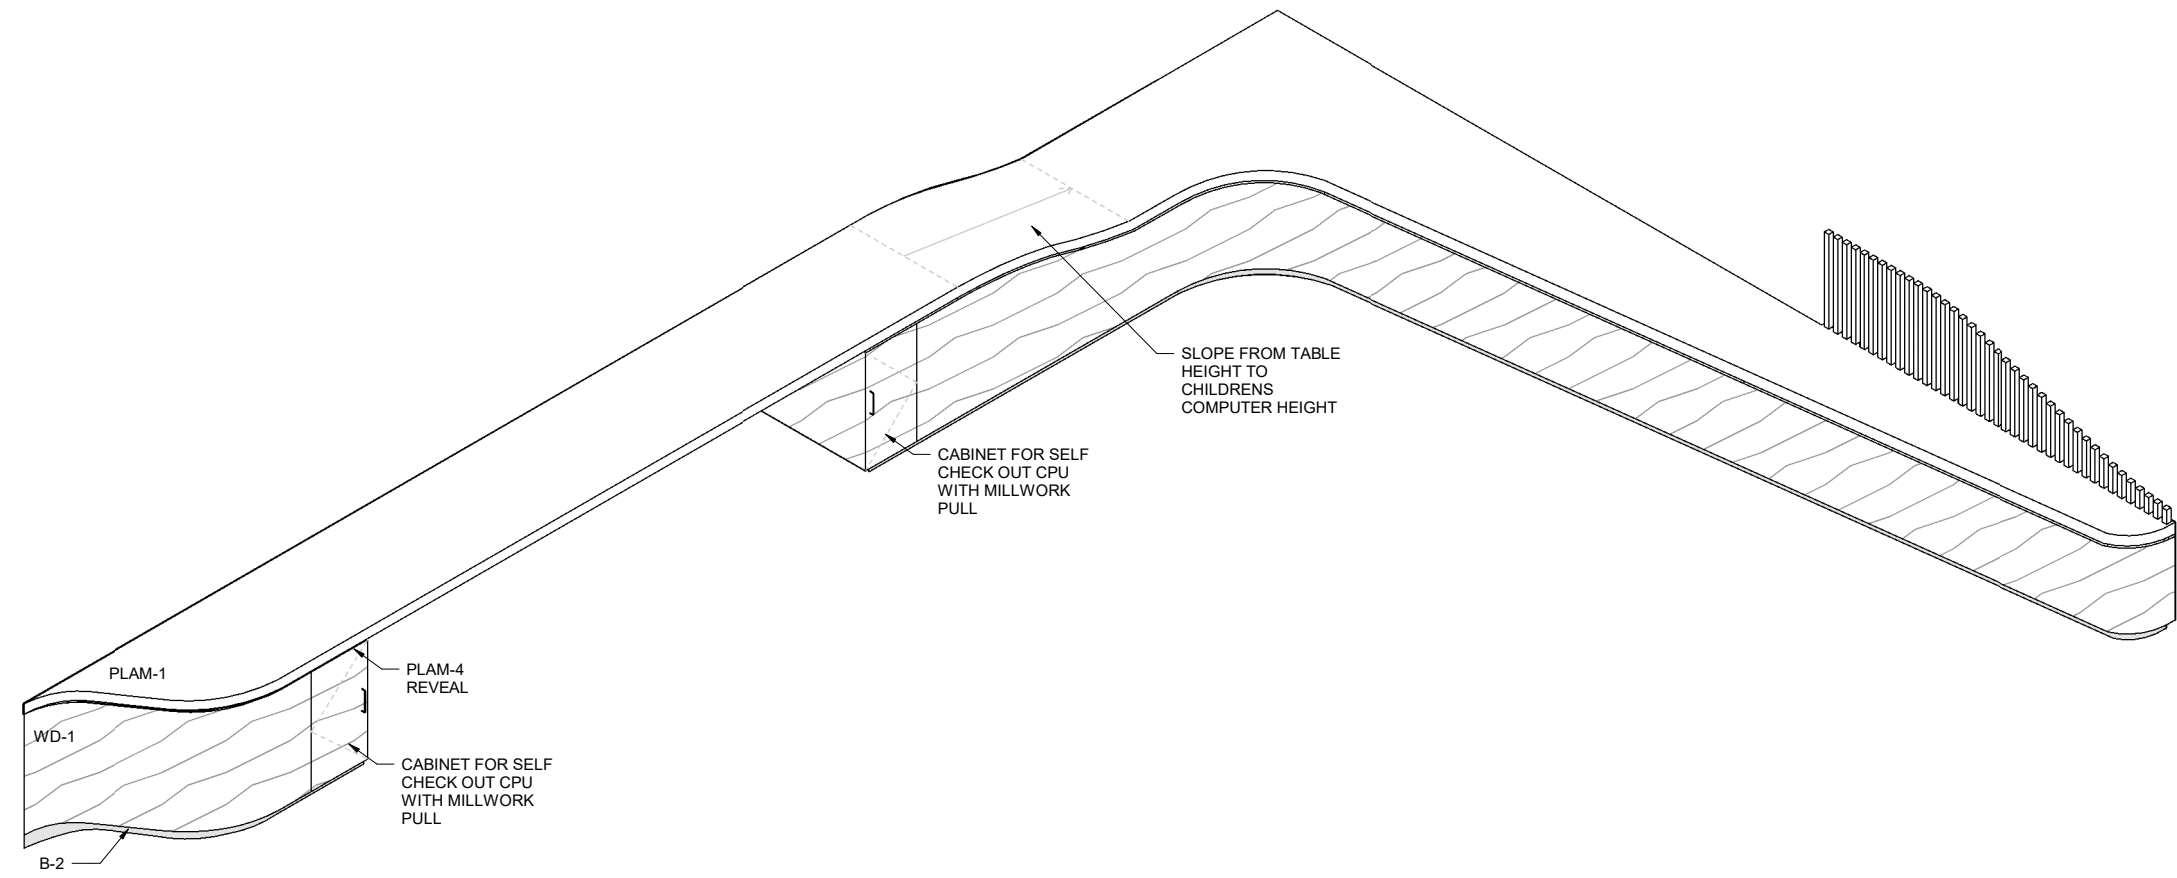 SLOPE FROM TABLE
HEIGHT TO
CHILDRENS
COMPUTER HEIGHT
CABINET FOR SELF
CHECK OUT CPU
WITH MILLWORK
PULL
PLAM-1
PLAM-4
REVEAL
WD-1
CABINET FOR SELF
CHECK OUT CPU
WITH MILLWORK
PULL
B-2